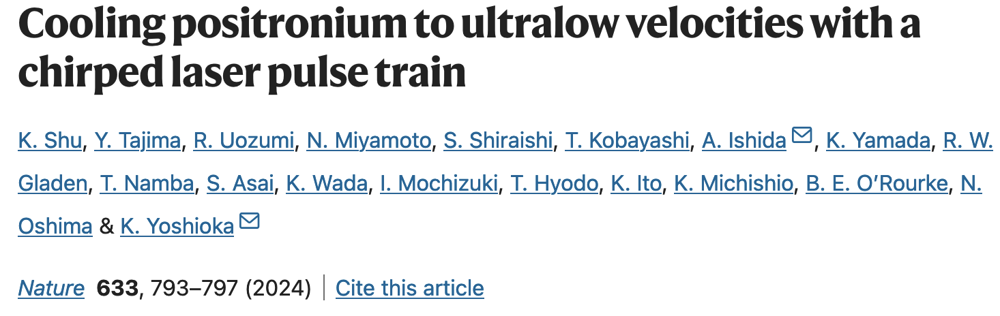 Cooling positronium to ultralow velocities with a
chirped laser pulse train
K. Shu, Y. Tajima, R. Uozumi, N. Miyamoto, S. Shiraishi, T. Kobayashi, A. Ishida, K. Yamada, R. W.
Gladen, T. Namba, S. Asai, K. Wada, I. Mochizuki, T. Hyodo, K. Ito, K. Michishio, B. E. O’Rourke, N.
Oshima & K. Yoshioka
Nature 633, 793–797 (2024) | Cite this article